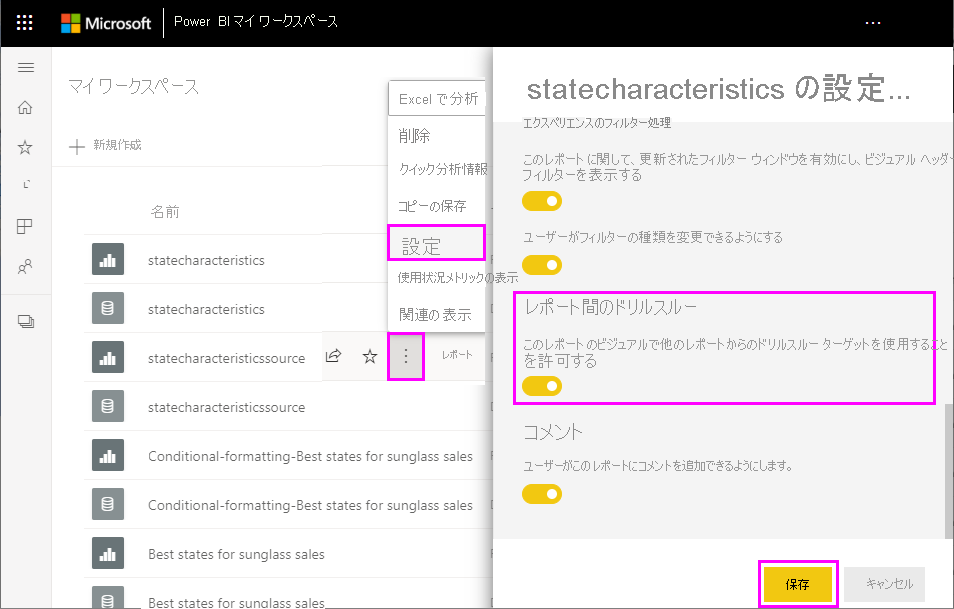 Microsoft
Power BIマイ ワークスペース
マイ ワークスペース
新規作成
名前
statecharacteristics
statecharacteristics
statecharacteristicssource
レポート
statecharacteristicssource
Conditional-formatting-Best states for sunglass sales
Conditional-formatting-Best states for sunglass sales
Best states for sunglass sales
Best states for sunglass sales
Excel で分析
削除
クイック分析情報
コピーの保存
設定
使用状況メトリックの表示
関連の表示
statecharacteristics の設定...
エクスペリエンスのフィルター処理
このレポート に関して、更新されたフィルター ウィンドウを有効にし、ビジュアル ヘッダー
フィルターを表示する
ユーザーがフィルターの種類を変更できるようにする
レポート間のドリルスルー
このレポートのビジュアルで他のレポートからのドリルスルー ターゲットを使用すること
を許可する
コメント
ユーザーがこのレポートにコメントを追加できるようにします。
保存
キャンセル